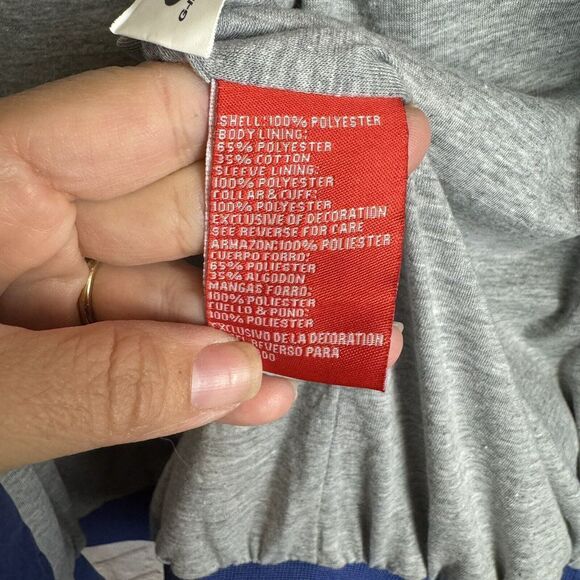 G-I
SHELL: 100% POLYESTER
BODY LINING:
65% POLYESTER
35% COTTON
SLEEVE LINING:
100% POLYESTER
COLLAR & CUFF:
100% POLYESTER
EXCLUSIVE OF DECORATION
SEE REVERSE FOR CARE
ARMAZON: 100% POLIESTER
CUERPO FORRO:
65% POLIESTER
35% ALGODON
MANGAS FORRO:
100% POLIESTER
CUELLO & PUNO:
100% POLIESTER
EXCLUSIVO DE LA DECORATION
REVERSO PARA